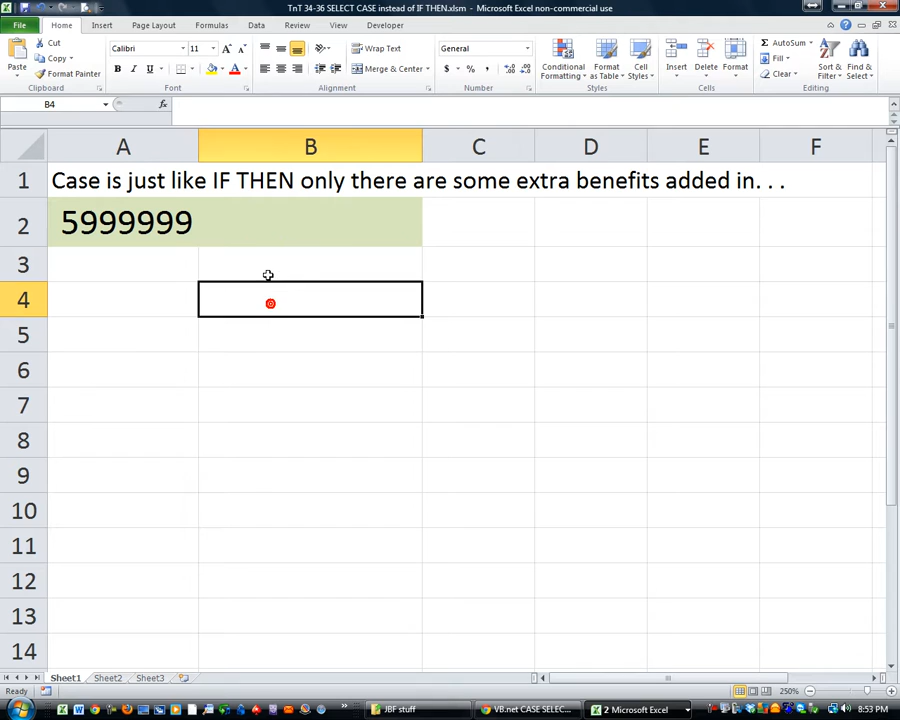 TnT 34-36 SELECT CASE instead of IF THEN.xlsm - Microsoft Excel non-commercial use
File Home Insert Page Layout Formulas Data Review View Developer
Cut
Copy
Format Painter
Paste
Clipboard
Calibri 11
B I U
Font
Wrap Text
Merge & Center
Alignment
General
$ % ,
Number
Conditional Formatting
Format as Table
Cell Styles
Styles
Insert Delete Format
Cells
AutoSum
Fill
Clear
Sort & Filter
Find & Select
Editing
B4 fx
A B C D E F
1 Case is just like IF THEN only there are some extra benefits added in. . .
2 5999999
3
4
5
6
7
8
9
10
11
12
13
14
Sheet1 Sheet2 Sheet3
Ready 250%
JBF stuff VB.net CASE SELEC... 2 Microsoft Excel 8:53 PM